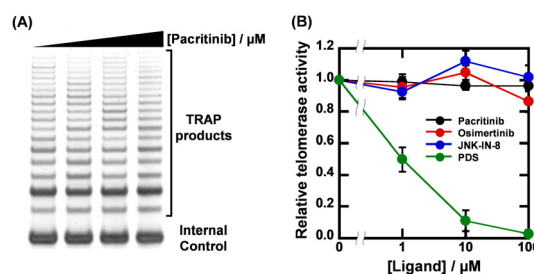 (A)
[Pacritinib] / µM
TRAP
products
Internal
Control
(B)
Relative telomerase activity
1.2
1.0
0.8
0.6
0.4
0.2
0.0
Pacritinib
Osimertinib
JNK-IN-8
PDS
0
1
10
100
[Ligand] / µM